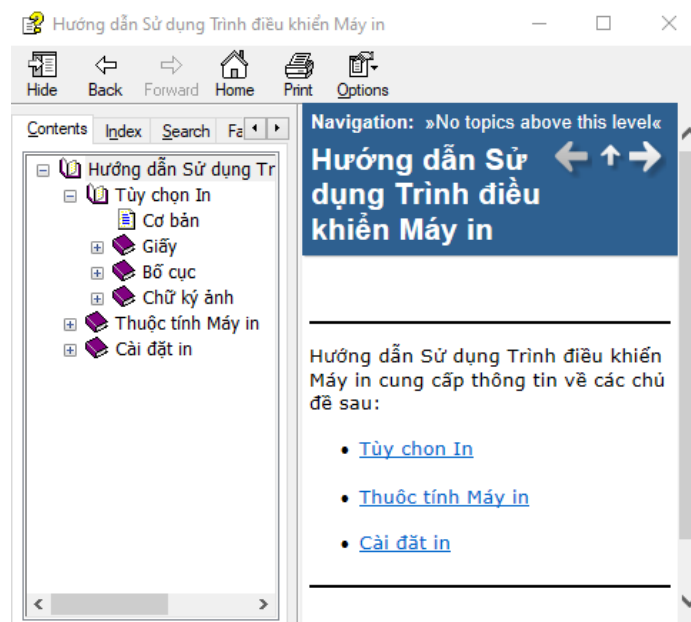 Hướng dẫn Sử dụng Trình điều khiển Máy in
Hide Back Forward Home Print Options
Contents Index Search Fa
Hướng dẫn Sử dụng Tr
Tùy chọn In
Cơ bản
Giấy
Bố cục
Chữ ký ảnh
Thuộc tính Máy in
Cài đặt in
Navigation: »No topics above this level«
Hướng dẫn Sử
dụng Trình điều
khiển Máy in
Hướng dẫn Sử dụng Trình điều khiển
Máy in cung cấp thông tin về các chủ
đề sau:
• Tùy chọn In
• Thuộc tính Máy in
• Cài đặt in